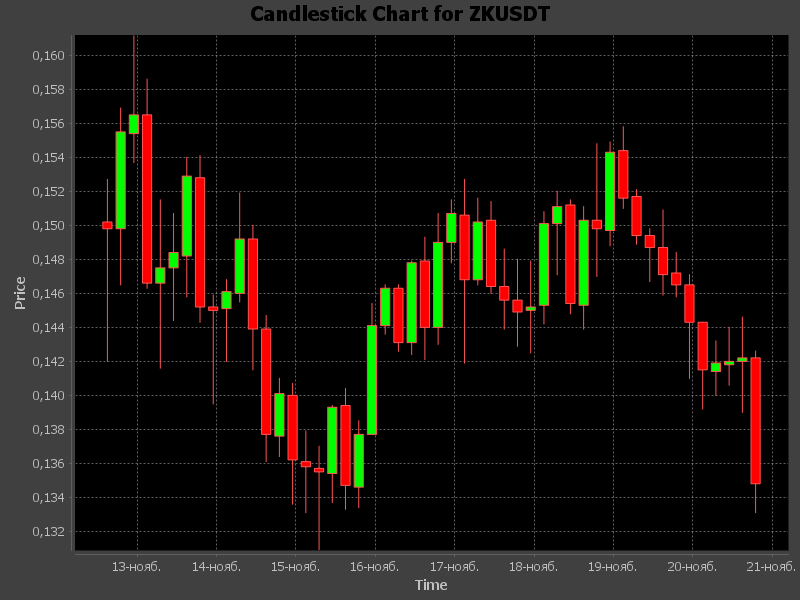 Candlestick Chart for ZKUSDT
0,160
0,158
0,156
0,154
0,152
0,150
0,148
0,146
0,144
0,142
0,140
0,138
0,136
0,134
0,132
Price
13-нояб.
14-нояб.
15-нояб.
16-нояб.
17-нояб.
18-нояб.
19-нояб.
20-нояб.
21-нояб.
Time